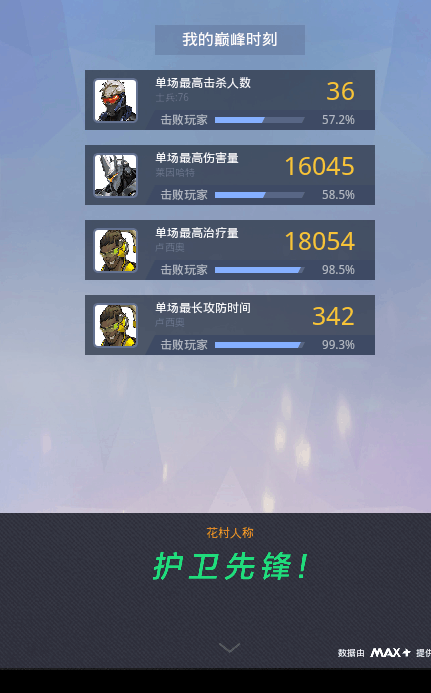 我的巅峰时刻
单场最高击杀人数
士兵:76
36
击败玩家 57.2%
单场最高伤害量
莱因哈特
16045
击败玩家 58.5%
单场最高治疗量
卢西奥
18054
击败玩家 98.5%
单场最长攻防时间
卢西奥
342
击败玩家 99.3%
花村人称
护卫先锋!
数据由 MAX+ 提供